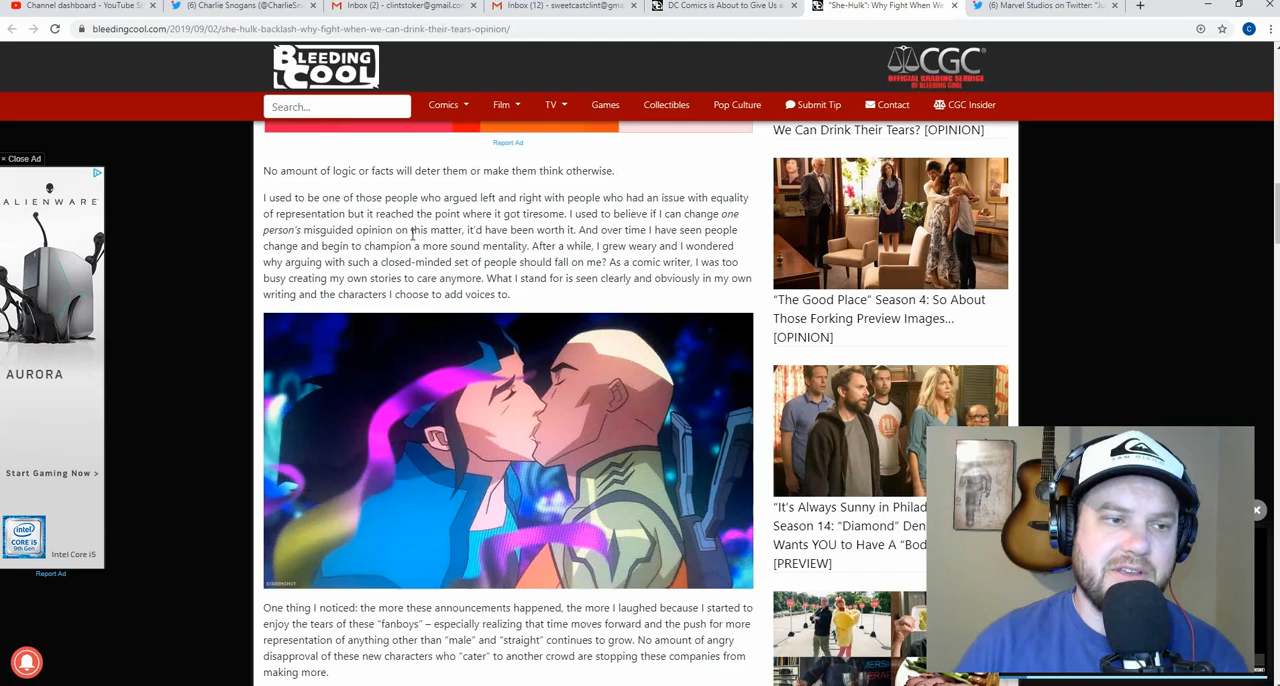 Channel dashboard - YouTube St
(6) Charlie Snogans (@CharlieSn
Inbox (2) - clintstoker@gmail.co
Inbox (12) - sweetcastclint@gm
DC Comics is About to Give Us a
"She-Hulk": Why Fight When We
(6) Marvel Studios on Twitter: "Ju
bleedingcool.com/2019/09/02/she-hulk-backlash-why-fight-when-we-can-drink-their-tears-opinion/
BLEEDING
COOL
CGC
OFFICIAL GRADING SERVICE
OF BLEEDING COOL
Search...
Comics
Film
TV
Games
Collectibles
Pop Culture
Submit Tip
Contact
CGC Insider
× Close Ad
ALIENWARE
AURORA
Start Gaming Now >
intel
CORE i5
9th Gen
Intel Core i5
Report Ad
Report Ad
No amount of logic or facts will deter them or make them think otherwise.
I used to be one of those people who argued left and right with people who had an issue with equality
of representation but it reached the point where it got tiresome. I used to believe if I can change one
person's misguided opinion on this matter, it'd have been worth it. And over time I have seen people
change and begin to champion a more sound mentality. After a while, I grew weary and I wondered
why arguing with such a closed-minded set of people should fall on me? As a comic writer, I was too
busy creating my own stories to care anymore. What I stand for is seen clearly and obviously in my own
writing and the characters I choose to add voices to.
SCREENSHOT
One thing I noticed: the more these announcements happened, the more I laughed because I started to
enjoy the tears of these "fanboys" – especially realizing that time moves forward and the push for more
representation of anything other than "male" and "straight" continues to grow. No amount of angry
disapproval of these new characters who "cater" to another crowd are stopping these companies from
making more.
We Can Drink Their Tears? [OPINION]
"The Good Place" Season 4: So About
Those Forking Preview Images...
[OPINION]
"It's Always Sunny in Philad
Season 14: "Diamond" Den
Wants YOU to Have A "Bod
[PREVIEW]